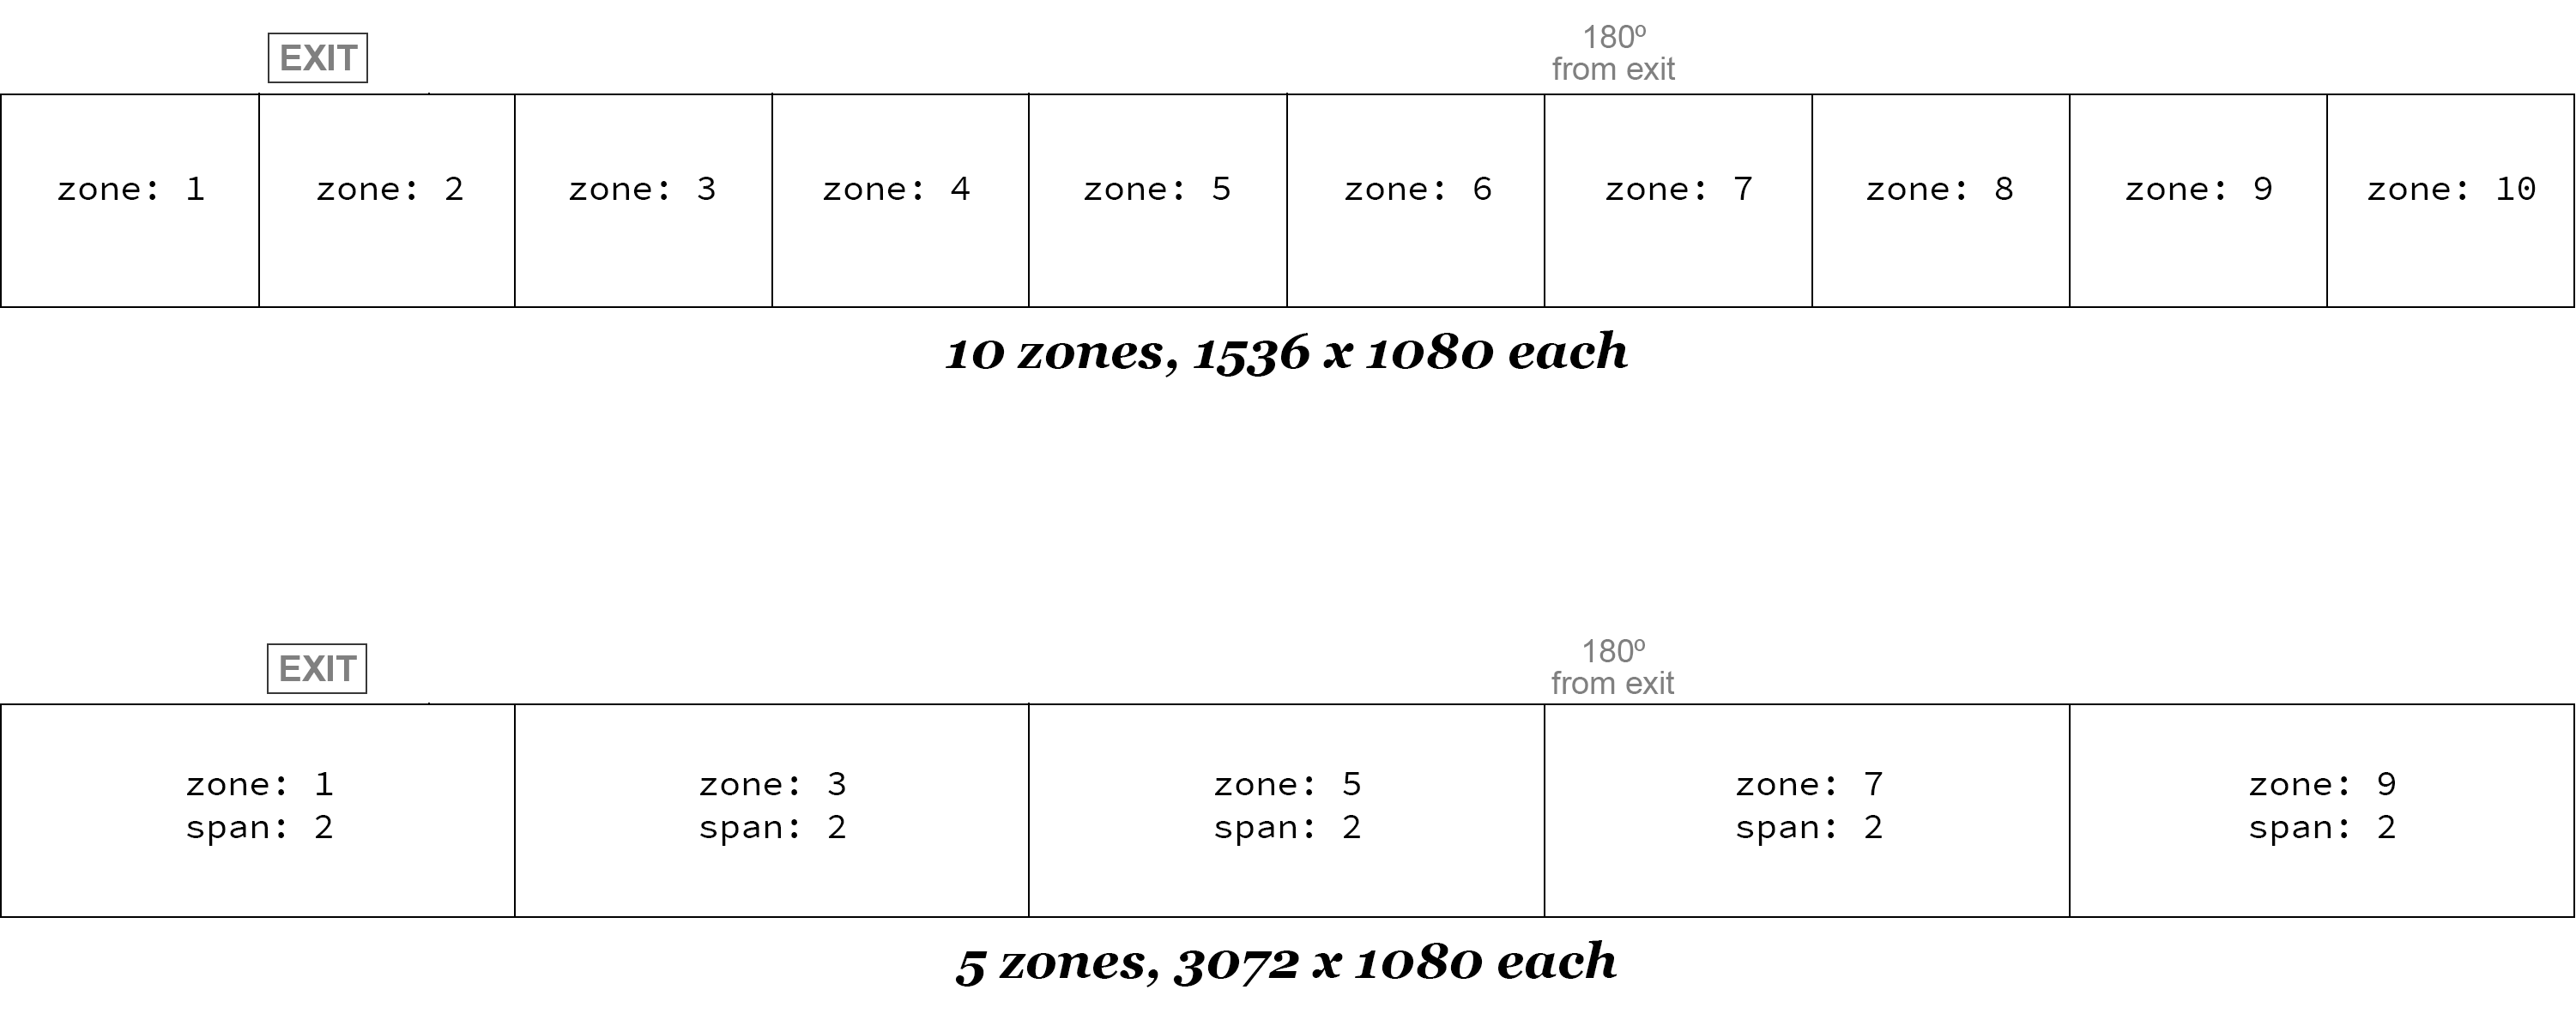 EXIT
180º
from exit
zone: 1
zone: 2
zone: 3
zone: 4
zone: 5
zone: 6
zone: 7
zone: 8
zone: 9
zone: 10
10 zones, 1536 x 1080 each
EXIT
180º
from exit
zone: 1
span: 2
zone: 3
span: 2
zone: 5
span: 2
zone: 7
span: 2
zone: 9
span: 2
5 zones, 3072 x 1080 each